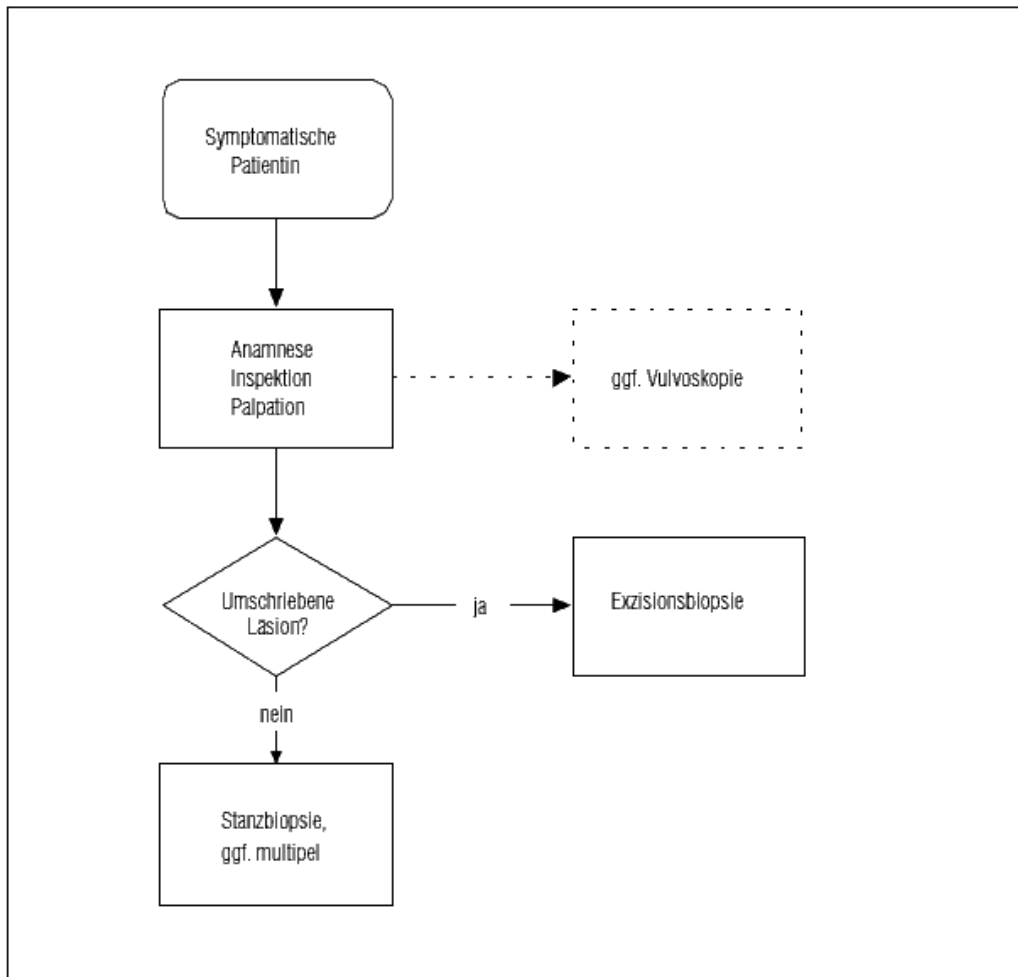 Symptomatische
Patientin
Anamnese
Inspektion
Palpation
ggf. Vulvoskopie
Umschriebene
Läsion?
ja
Exzisionsbiopsie
nein
Stanzbiopsie,
ggf. multipel